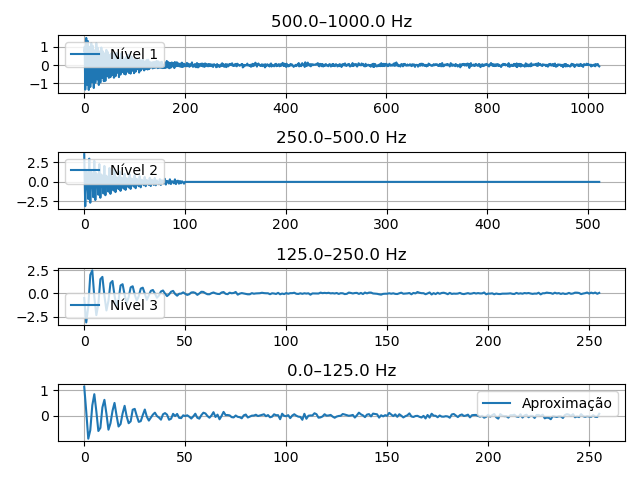 500.0–1000.0 Hz
1
0
−1
Nível 1
0 200 400 600 800 1000
250.0–500.0 Hz
2.5
0.0
−2.5
Nível 2
0 100 200 300 400 500
125.0–250.0 Hz
2.5
0.0
−2.5
Nível 3
0 50 100 150 200 250
0.0–125.0 Hz
1
0
Aproximação
0 50 100 150 200 250